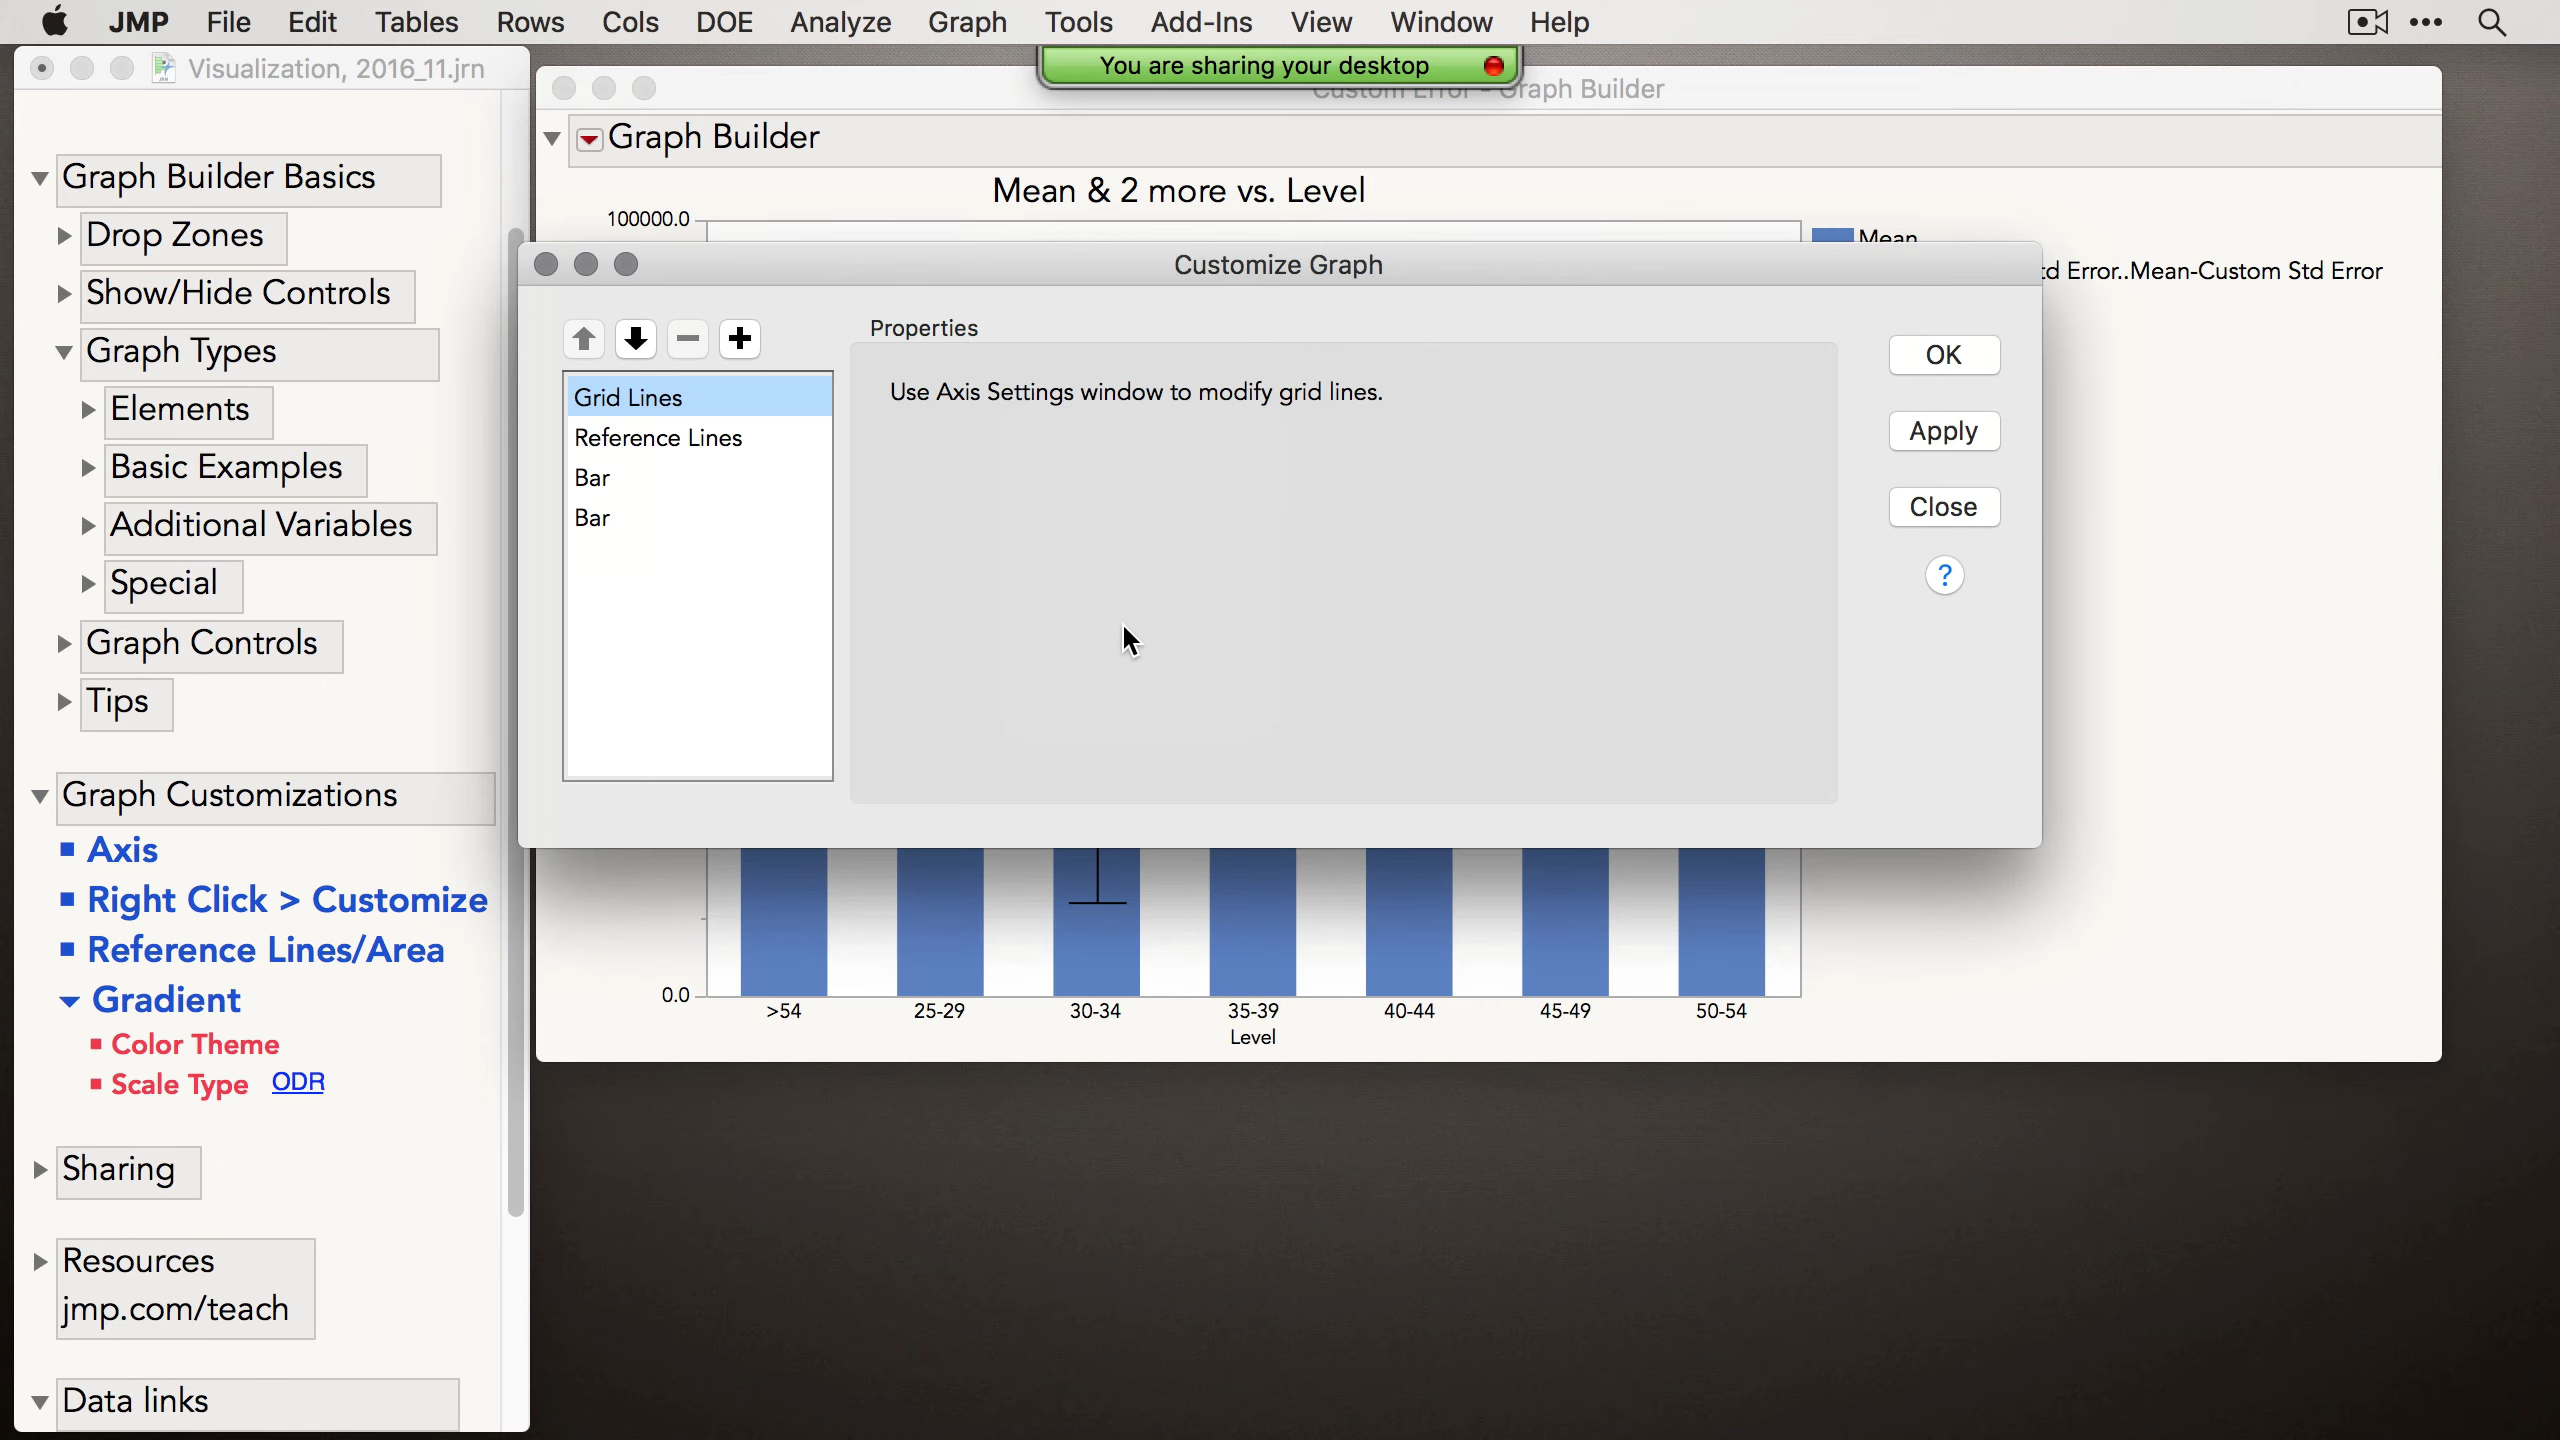 JMP File Edit Tables Rows Cols DOE Analyze Graph Tools Add-Ins View Window Help
You are sharing your desktop
Visualization, 2016_11.jrn
Graph Builder Basics
Drop Zones
Show/Hide Controls
Graph Types
Elements
Basic Examples
Additional Variables
Special
Graph Controls
Tips
Graph Customizations
Axis
Right Click > Customize
Reference Lines/Area
Gradient
Color Theme
Scale Type ODR
Sharing
Resources
jmp.com/teach
Data links
Custom Error - Graph Builder
Graph Builder
Mean & 2 more vs. Level
100000.0
Mean
td Error..Mean-Custom Std Error
Customize Graph
Properties
Grid Lines
Reference Lines
Bar
Bar
Use Axis Settings window to modify grid lines.
OK
Apply
Close
?
0.0
>54 25-29 30-34 35-39 40-44 45-49 50-54
Level